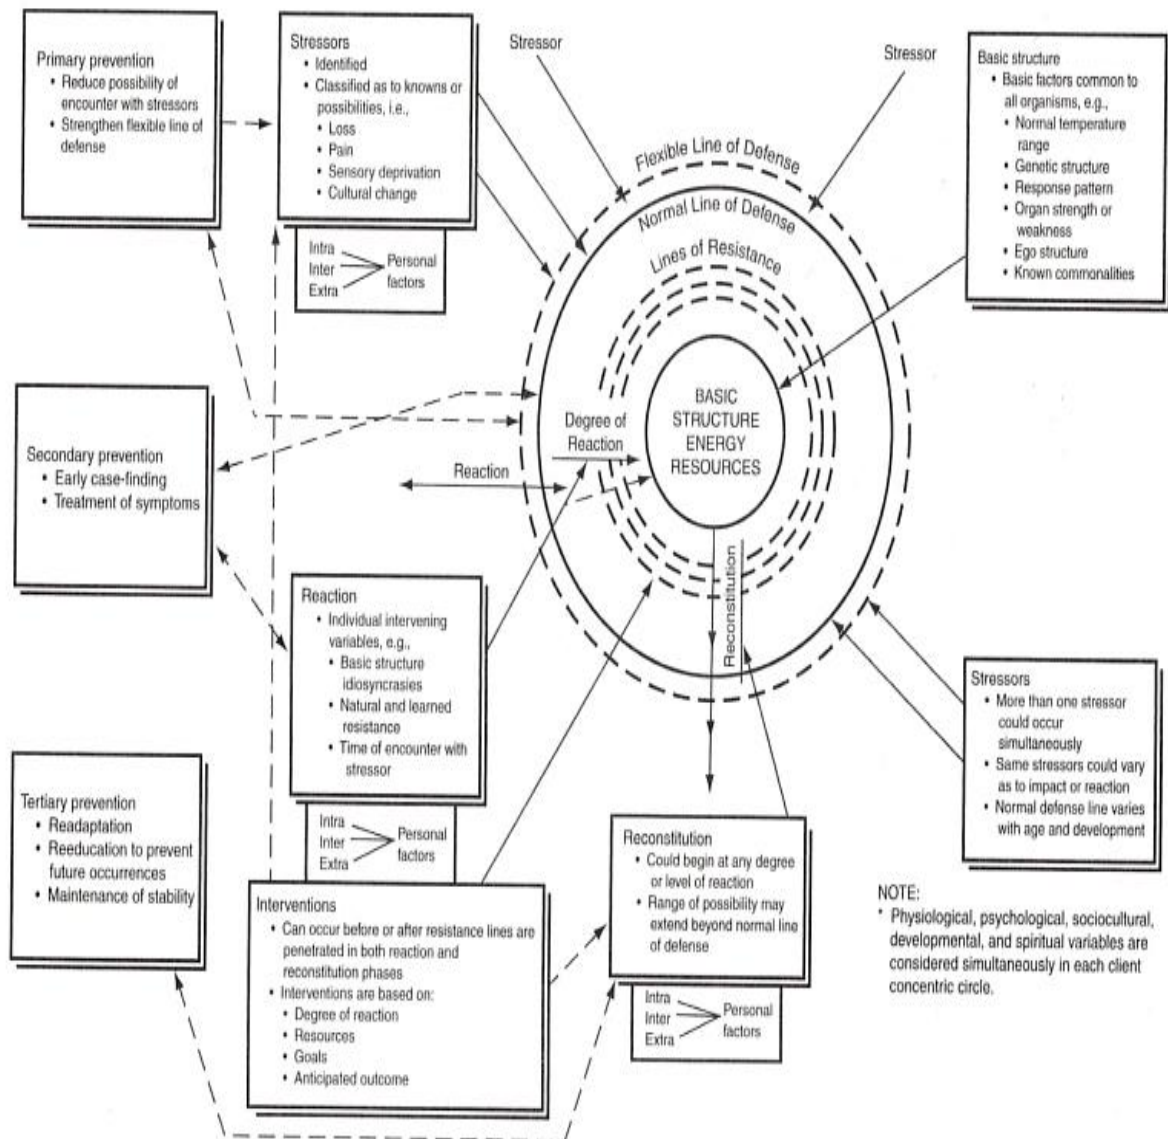 Primary prevention
• Reduce possibility of
encounter with stressors
• Strengthen flexible line of
defense
Stressors
• Identified
• Classified as to knowns or
possibilities, i.e.,
• Loss
• Pain
• Sensory deprivation
• Cultural change
Intra
Inter
Extra
Personal
factors
Stressor
Stressor
Basic structure
• Basic factors common to
all organisms, e.g.,
• Normal temperature
range
• Genetic structure
• Response pattern
• Organ strength or
weakness
• Ego structure
• Known commonalities
Flexible Line of Defense
Normal Line of Defense
Lines of Resistance
BASIC
STRUCTURE
ENERGY
RESOURCES
Degree of
Reaction
Reaction
Reconstitution
Secondary prevention
• Early case-finding
• Treatment of symptoms
Reaction
• Individual intervening
variables, e.g.,
• Basic structure
idiosyncrasies
• Natural and learned
resistance
• Time of encounter with
stressor
Intra
Inter
Extra
Personal
factors
Stressors
• More than one stressor
could occur
simultaneously
• Same stressors could vary
as to impact or reaction
• Normal defense line varies
with age and development
Tertiary prevention
• Readaptation
• Reeducation to prevent
future occurrences
• Maintenance of stability
Interventions
• Can occur before or after resistance lines are
penetrated in both reaction and
reconstitution phases
• Interventions are based on:
• Degree of reaction
• Resources
• Goals
• Anticipated outcome
Reconstitution
• Could begin at any degree
or level of reaction
• Range of possibility may
extend beyond normal line
of defense
Intra
Inter
Extra
Personal
factors
NOTE:
* Physiological, psychological, sociocultural,
developmental, and spiritual variables are
considered simultaneously in each client
concentric circle.